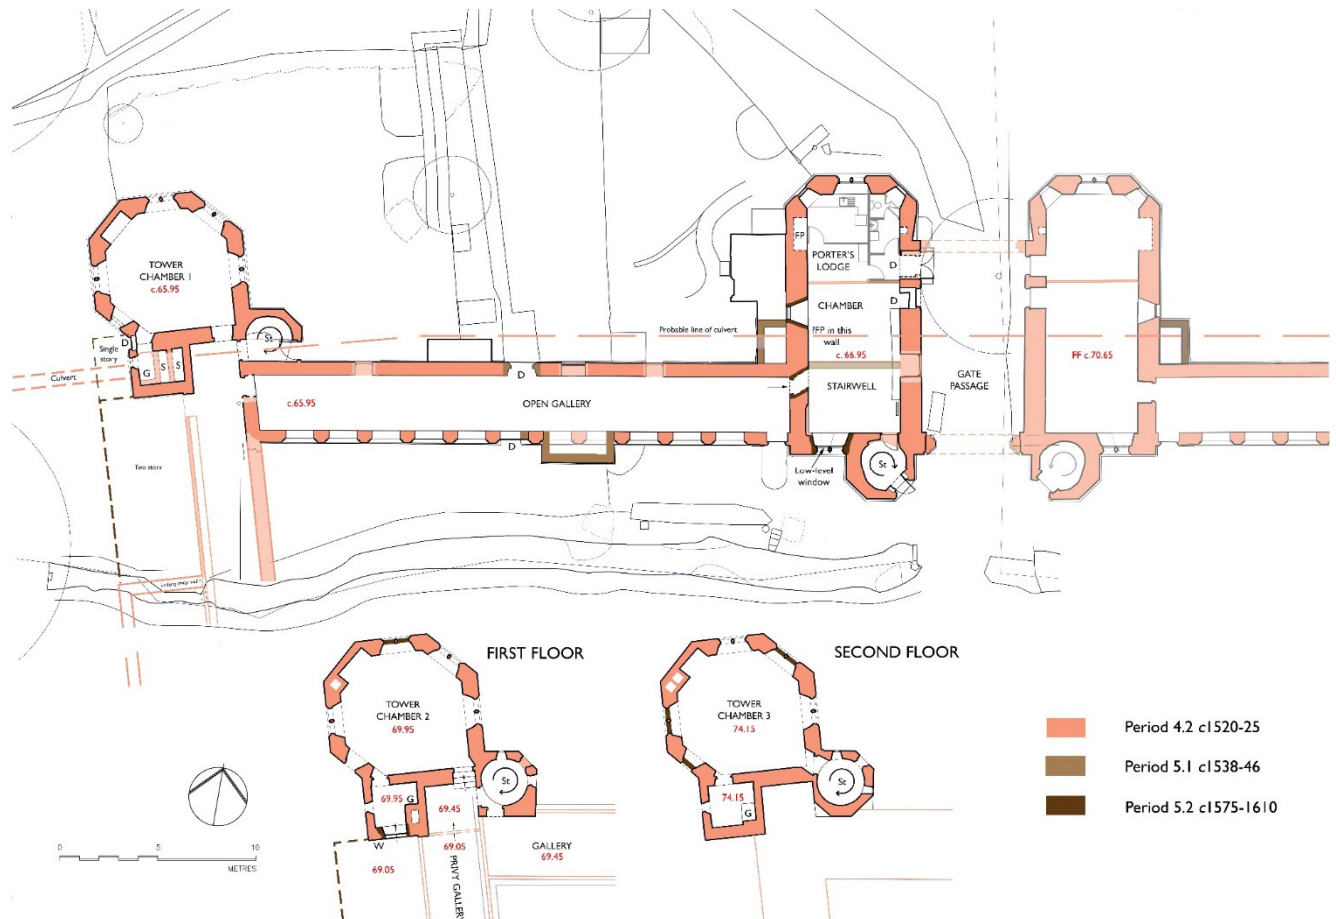 TOWER
CHAMBER 1
c.65.95
D
Single
story
G
S
S
St
Culvert
Two story
c.65.95
OPEN GALLERY
D
D
Probable line of culvert
FP
PORTER'S
LODGE
D
D
CHAMBER
?FP in this
wall
c. 66.95
STAIRWELL
Low-level
window
St
GATE
PASSAGE
FF c.70.65
FIRST FLOOR
TOWER
CHAMBER 2
69.95
St
69.95
G
69.45
W
69.05
69.05
PRIVY GALLERY
GALLERY
69.45
SECOND FLOOR
TOWER
CHAMBER 3
74.15
St
74.15
G
Period 4.2 c1520-25
Period 5.1 c1538-46
Period 5.2 c1575-1610
0
5
10
METRES